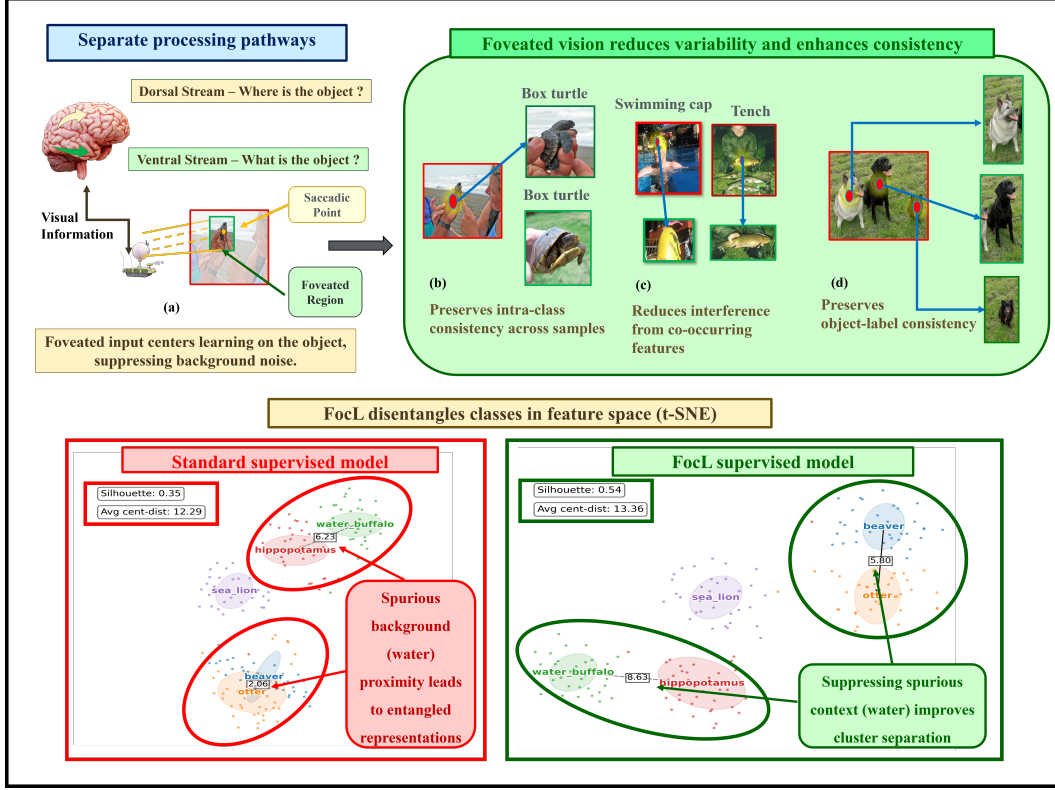 Separate processing pathways
Dorsal Stream – Where is the object ?
Ventral Stream – What is the object ?
Visual
Information
Saccadic
Point
Foveated
Region
(a)
Foveated input centers learning on the object,
suppressing background noise.
Foveated vision reduces variability and enhances consistency
Box turtle
Box turtle
(b)
Preserves intra-class
consistency across samples
Swimming cap
Tench
(c)
Reduces interference
from co-occurring
features
(d)
Preserves
object-label consistency
FocL disentangles classes in feature space (t-SNE)
Standard supervised model
Silhouette: 0.35
Avg cent-dist: 12.29
water_buffalo
6.23
hippopotamus
sea_lion
beaver
2.06
otter
Spurious
background
(water)
proximity leads
to entangled
representations
FocL supervised model
Silhouette: 0.54
Avg cent-dist: 13.36
beaver
5.80
otter
sea_lion
water_buffalo
8.63
hippopotamus
Suppressing spurious
context (water) improves
cluster separation